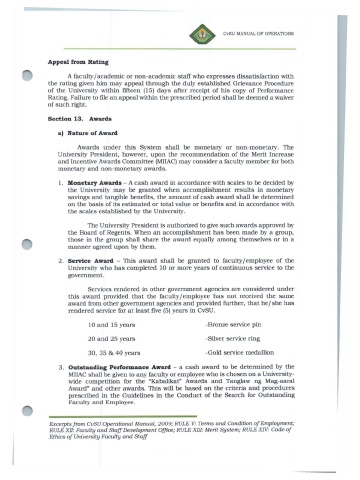 CvSU MANUAL OF OPERATIONS
Appeal from Rating
A faculty/academic or non-academic staff who expresses dissatisfaction with
the rating given him may appeal through the duly established Grievance Procedure
of the University within fifteen (15) days after receipt of his copy of Performance
Rating. Failure to file an appeal within the prescribed period shall be deemed a waiver
of such right.
Section 13. Awards
a) Nature of Award
Awards under this System shall be monetary or non-monetary. The
University President, however, upon the recommendation of the Merit Increase
and Incentive Awards Committee (MIIAC) may consider a faculty member for both
monetary and non-monetary awards.
1. Monetary Awards – A cash award in accordance with scales to be decided by
the University may be granted when accomplishment results in monetary
savings and tangible benefits, the amount of cash award shall be determined
on the basis of its estimated or total value or benefits and in accordance with
the scales established by the University.
The University President is authorized to give such awards approved by
the Board of Regents. When an accomplishment has been made by a group,
those in the group shall share the award equally among themselves or in a
manner agreed upon by them.
2. Service Award – This award shall be granted to faculty/employee of the
University who has completed 10 or more years of continuous service to the
government.
Services rendered in other government agencies are considered under
this award provided that the faculty/employee has not received the same
award from other government agencies and provided further, that he/she has
rendered service for at least five (5) years in CvSU.
10 and 15 years -Bronze service pin
20 and 25 years -Silver service ring
30, 35 & 40 years -Gold service medallion
3. Outstanding Performance Award – a cash award to be determined by the
MIIAC shall be given to any faculty or employee who is chosen on a University-
wide competition for the "Kabalikat" Awards and Tanglaw ng Mag-aaral
Award" and other awards. This will be based on the criteria and procedures
prescribed in the Guidelines in the Conduct of the Search for Outstanding
Faculty and Employee.
Excerpts from CvSU Operational Manual, 2009; RULE V: Terms and Condition of Employment;
RULE XII: Faculty and Staff Development Office; RULE XIII: Merit System; RULE XIV: Code of
Ethics of University Faculty and Staff